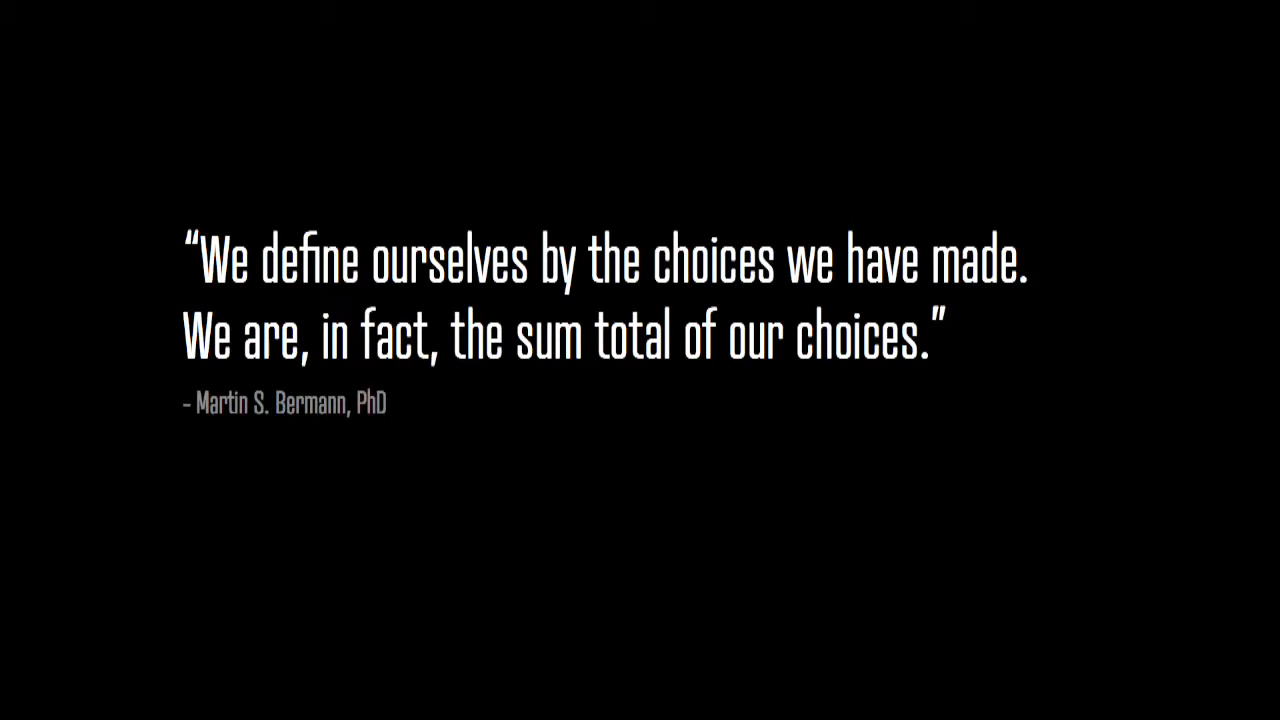 “We define ourselves by the choices we have made.
We are, in fact, the sum total of our choices.”
- Martin S. Bermann, PhD